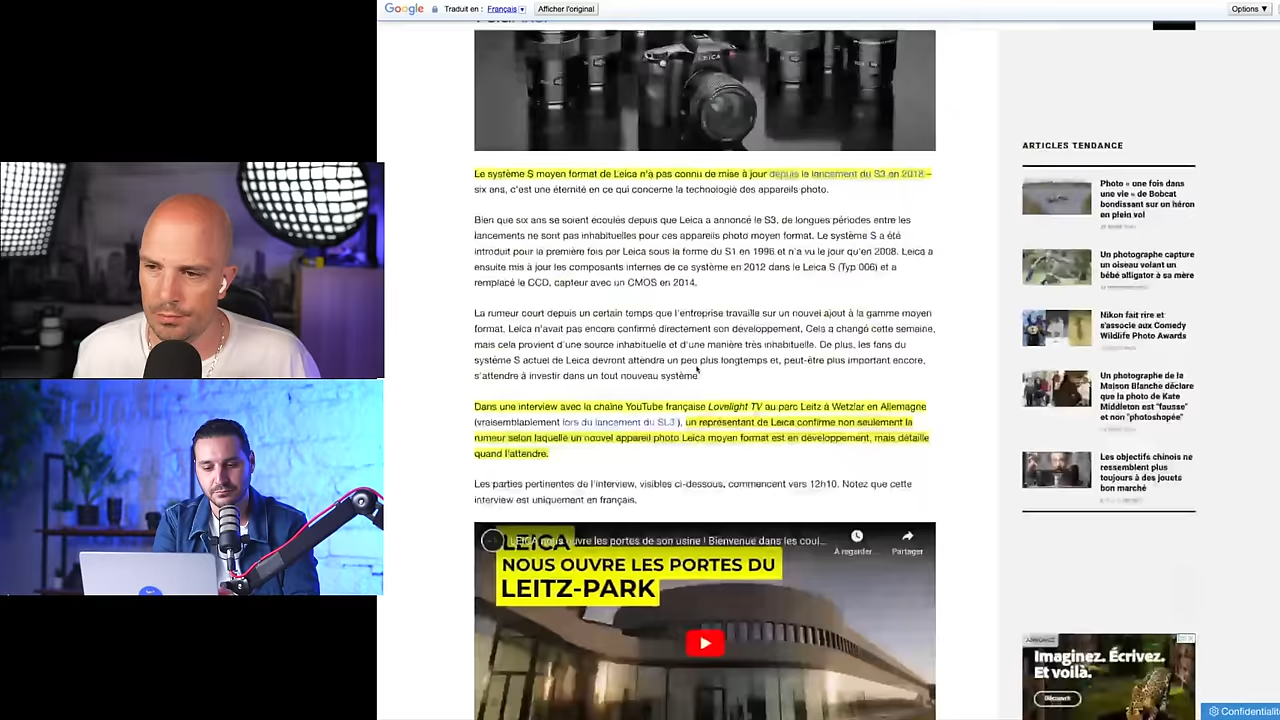 Google
Traduit en :
Français
Afficher l'original
Options ▼
LEICA
Le système S moyen format de Leica n'a pas connu de mise à jour depuis le lancement du S3 en 2018 –
six ans, c'est une éternité en ce qui concerne la technologie des appareils photo.
Bien que six ans se soient écoulés depuis que Leica a annoncé le S3, de longues périodes entre les
lancements ne sont pas inhabituelles pour ces appareils photo moyen format. Le système S a été
introduit pour la première fois par Leica sous la forme du S1 en 1996 et n'a vu le jour qu'en 2008. Leica a
ensuite mis à jour les composants internes de ce système en 2012 dans le Leica S (Typ 006) et a
remplacé le CCD, capteur avec un CMOS en 2014.
La rumeur court depuis un certain temps que l'entreprise travaille sur un nouvel ajout à la gamme moyen
format, Leica n'avait pas encore confirmé directement son développement. Cela a changé cette semaine,
mais cela provient d'une source inhabituelle et d'une manière très inhabituelle. De plus, les fans du
système S actuel de Leica devront attendre un peu plus longtemps et, peut-être plus important encore,
s'attendre à investir dans un tout nouveau système
Dans une interview avec la chaîne YouTube française Lovelight TV au parc Leitz à Wetzlar en Allemagne
(vraisemblablement lors du lancement du SL3 ), un représentant de Leica confirme non seulement la
rumeur selon laquelle un nouvel appareil photo Leica moyen format est en développement, mais détaille
quand l'attendre.
Les parties pertinentes de l'interview, visibles ci-dessous, commencent vers 12h10. Notez que cette
interview est uniquement en français.
LEICA nous ouvre les portes de son usine ! Bienvenue dans les coul...
À regarder...
Partager
LEICA
NOUS OUVRE LES PORTES DU
LEITZ-PARK
ARTICLES TENDANCE
Photo « une fois dans
une vie » de Bobcat
bondissant sur un héron
en plein vol
Un photographe capture
un oiseau volant un
bébé alligator à sa mère
Nikon fait rire et
s'associe aux Comedy
Wildlife Photo Awards
Un photographe de la
Maison Blanche déclare
que la photo de Kate
Middleton est "fausse"
et non "photoshopée"
Les objectifs chinois ne
ressemblent plus
toujours à des jouets
bon marché
Imaginez. Écrivez.
Et voilà.
Découvrir
Confidentialit